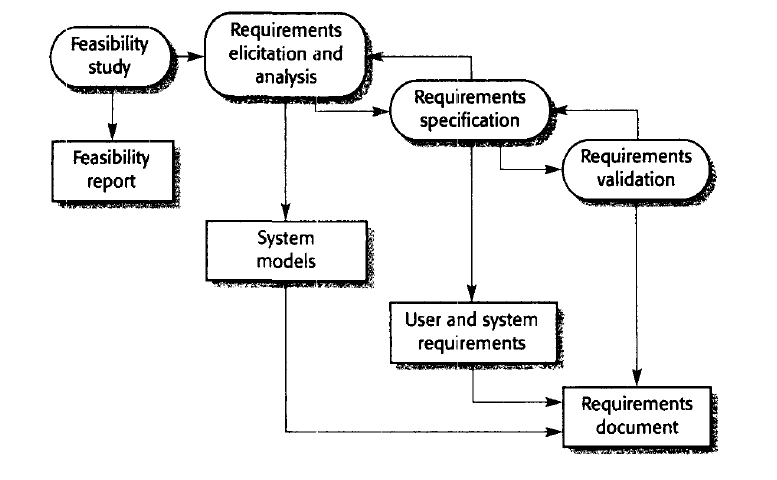 Feasibility
study
Requirements
elicitation and
analysis
Requirements
specification
Requirements
validation
Feasibility
report
System
models
User and system
requirements
Requirements
document